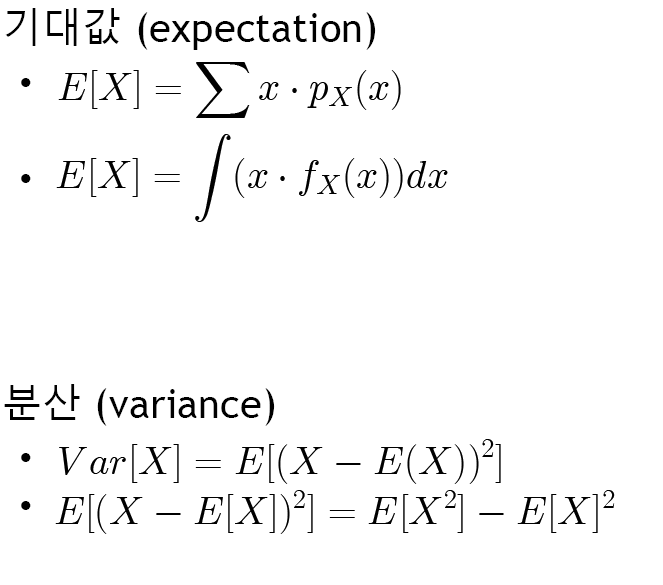 기대값 (expectation)
• E[X] = ∑ x · p_X(x)
• E[X] = ∫(x · f_X(x))dx
분산 (variance)
• Var[X] = E[(X − E(X))²]
• E[(X − E[X])²] = E[X²] − E[X]²